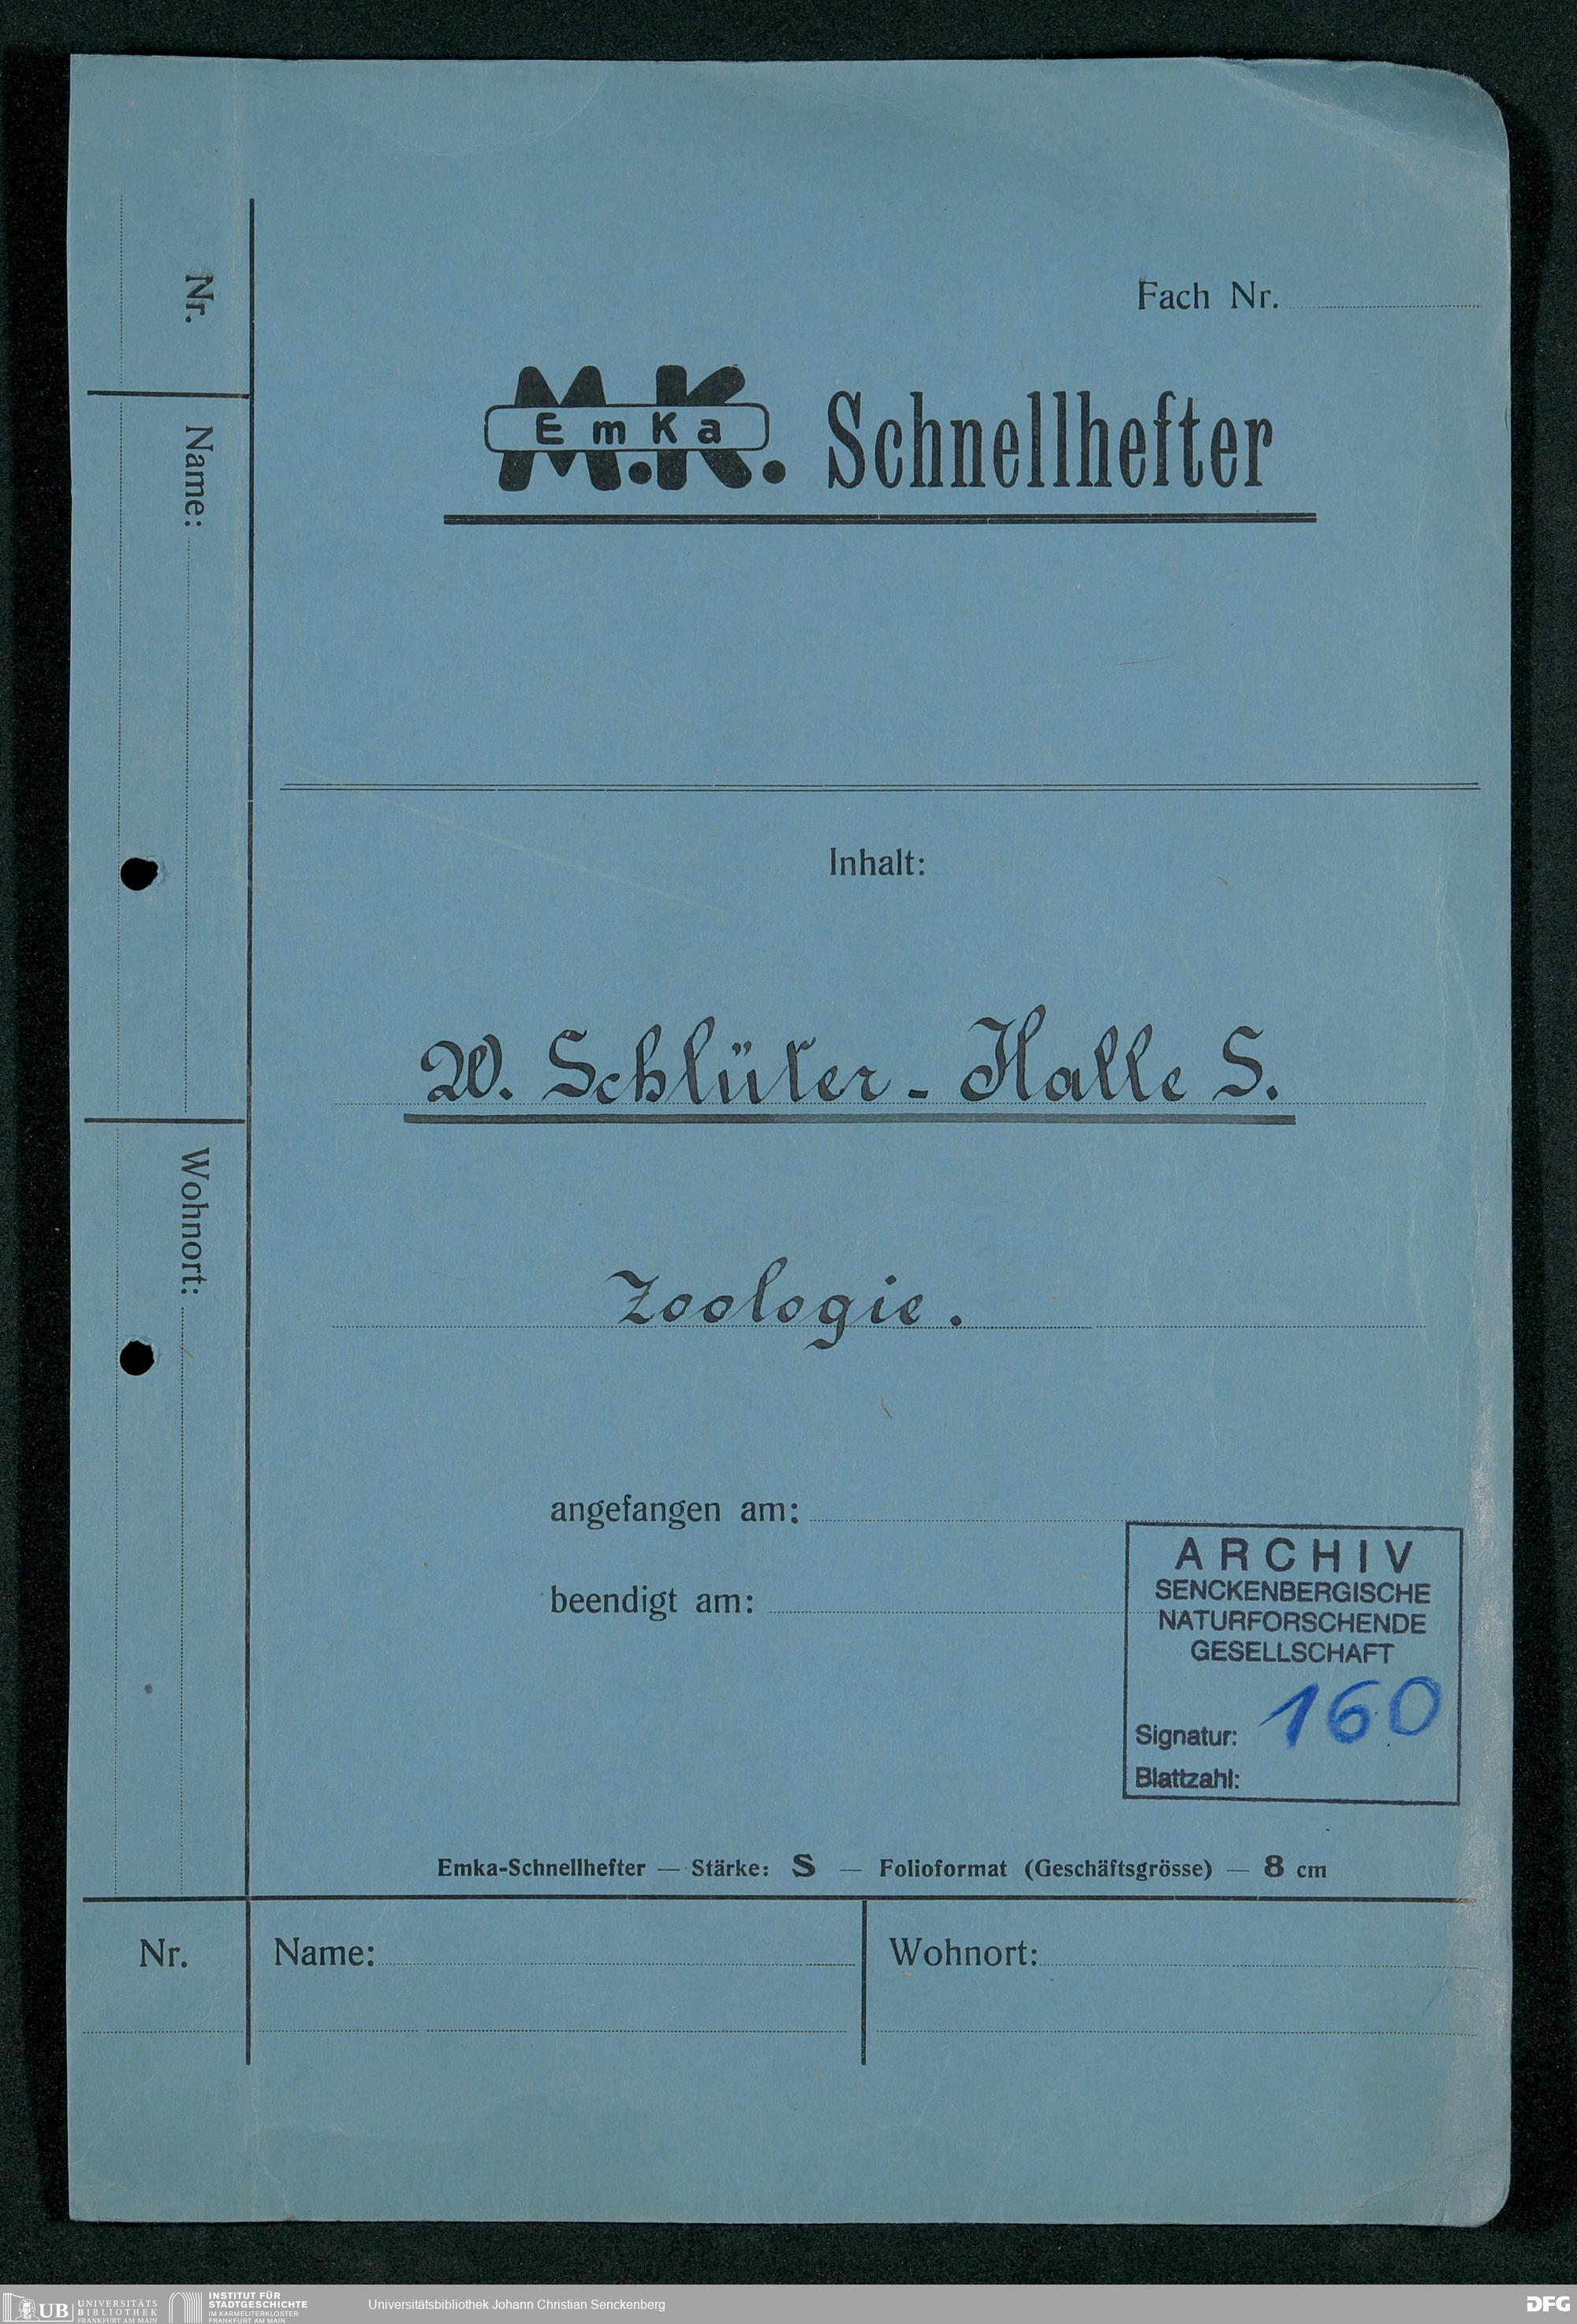 Fach Nr.
M.K.
EmKa
Schnellhefter
Nr.
Name:
Wohnort:
Inhalt:
W. Schlüter - Halle S.
Zoologie.
angefangen am:
beendigt am:
ARCHIV
SENCKENBERGISCHE
NATURFORSCHENDE
GESELLSCHAFT
Signatur: 160
Blattzahl:
Emka-Schnellhefter — Stärke: S — Folioformat (Geschäftsgrösse) — 8 cm
Nr.
Name:
Wohnort:
UB UNIVERSITÄTS
BIBLIOTHEK
FRANKFURT AM MAIN
INSTITUT FÜR
STADTGESCHICHTE
IM KARMELITERKLOSTER
FRANKFURT AM MAIN
Universitätsbibliothek Johann Christian Senckenberg
DFG